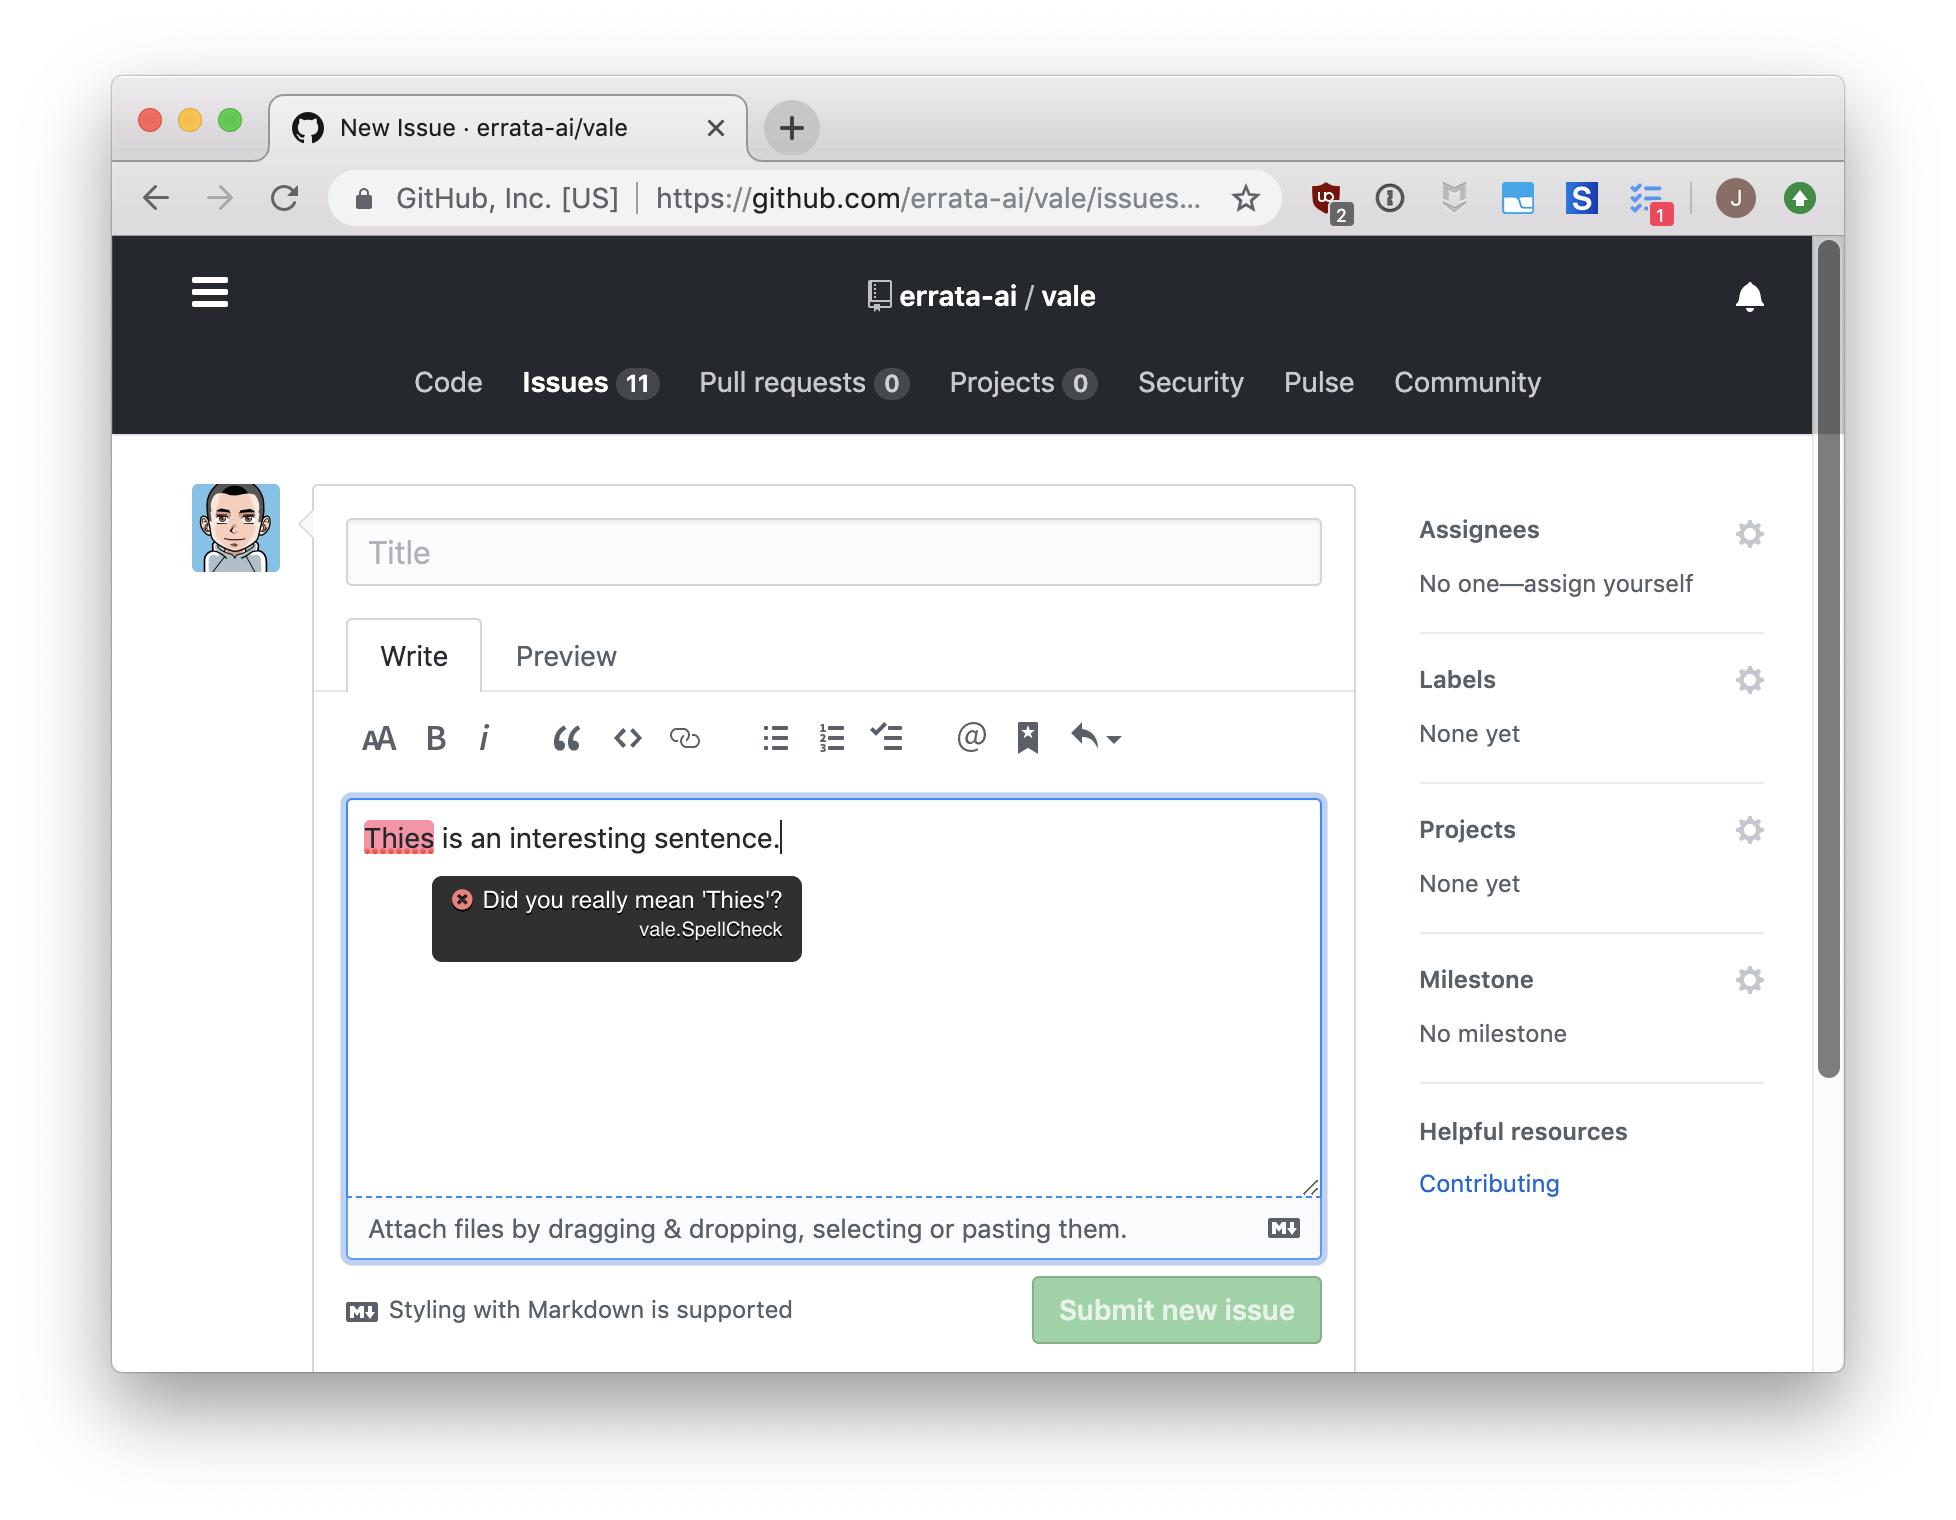 New Issue · errata-ai/vale
GitHub, Inc. [US] | https://github.com/errata-ai/vale/issues...
2
1
J
errata-ai / vale
Code Issues 11 Pull requests 0 Projects 0 Security Pulse Community
Title
Write Preview
AA B i
Thies is an interesting sentence.
Did you really mean 'Thies'?
vale.SpellCheck
Attach files by dragging & dropping, selecting or pasting them.
Styling with Markdown is supported
Submit new issue
Assignees
No one—assign yourself
Labels
None yet
Projects
None yet
Milestone
No milestone
Helpful resources
Contributing